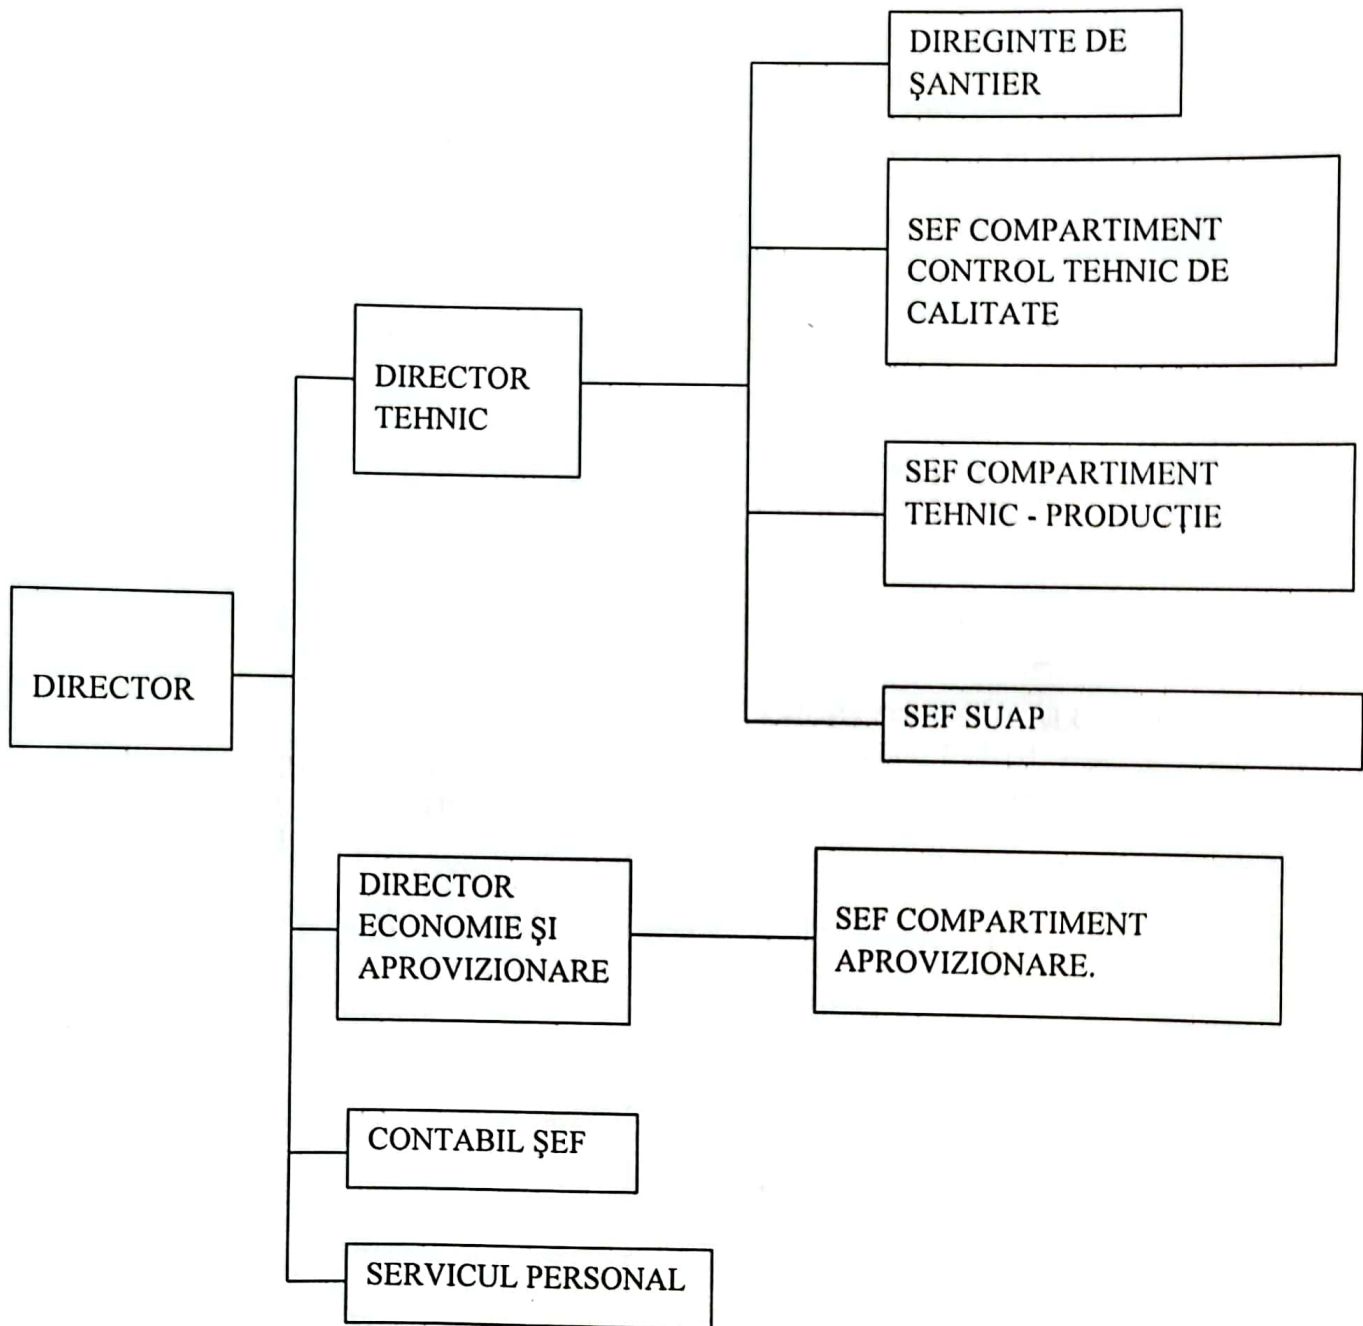 DIREGINTE DE
ŞANTIER
SEF COMPARTIMENT
CONTROL TEHNIC DE
CALITATE
DIRECTOR
TEHNIC
SEF COMPARTIMENT
TEHNIC - PRODUCŢIE
DIRECTOR
SEF SUAP
DIRECTOR
ECONOMIE ŞI
APROVIZIONARE
SEF COMPARTIMENT
APROVIZIONARE.
CONTABIL ŞEF
SERVICUL PERSONAL